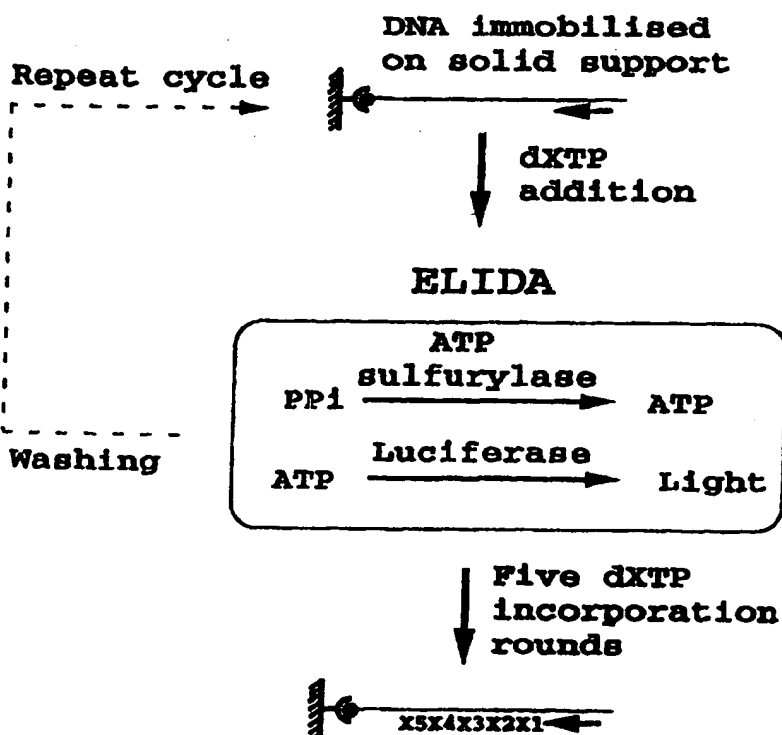 DNA immobilised
on solid support
Repeat cycle
dXTP
addition
ELIDA
ATP
sulfurylase
PPi
ATP
Luciferase
ATP
Light
Washing
Five dXTP
incorporation
rounds
X5X4X3X2X1